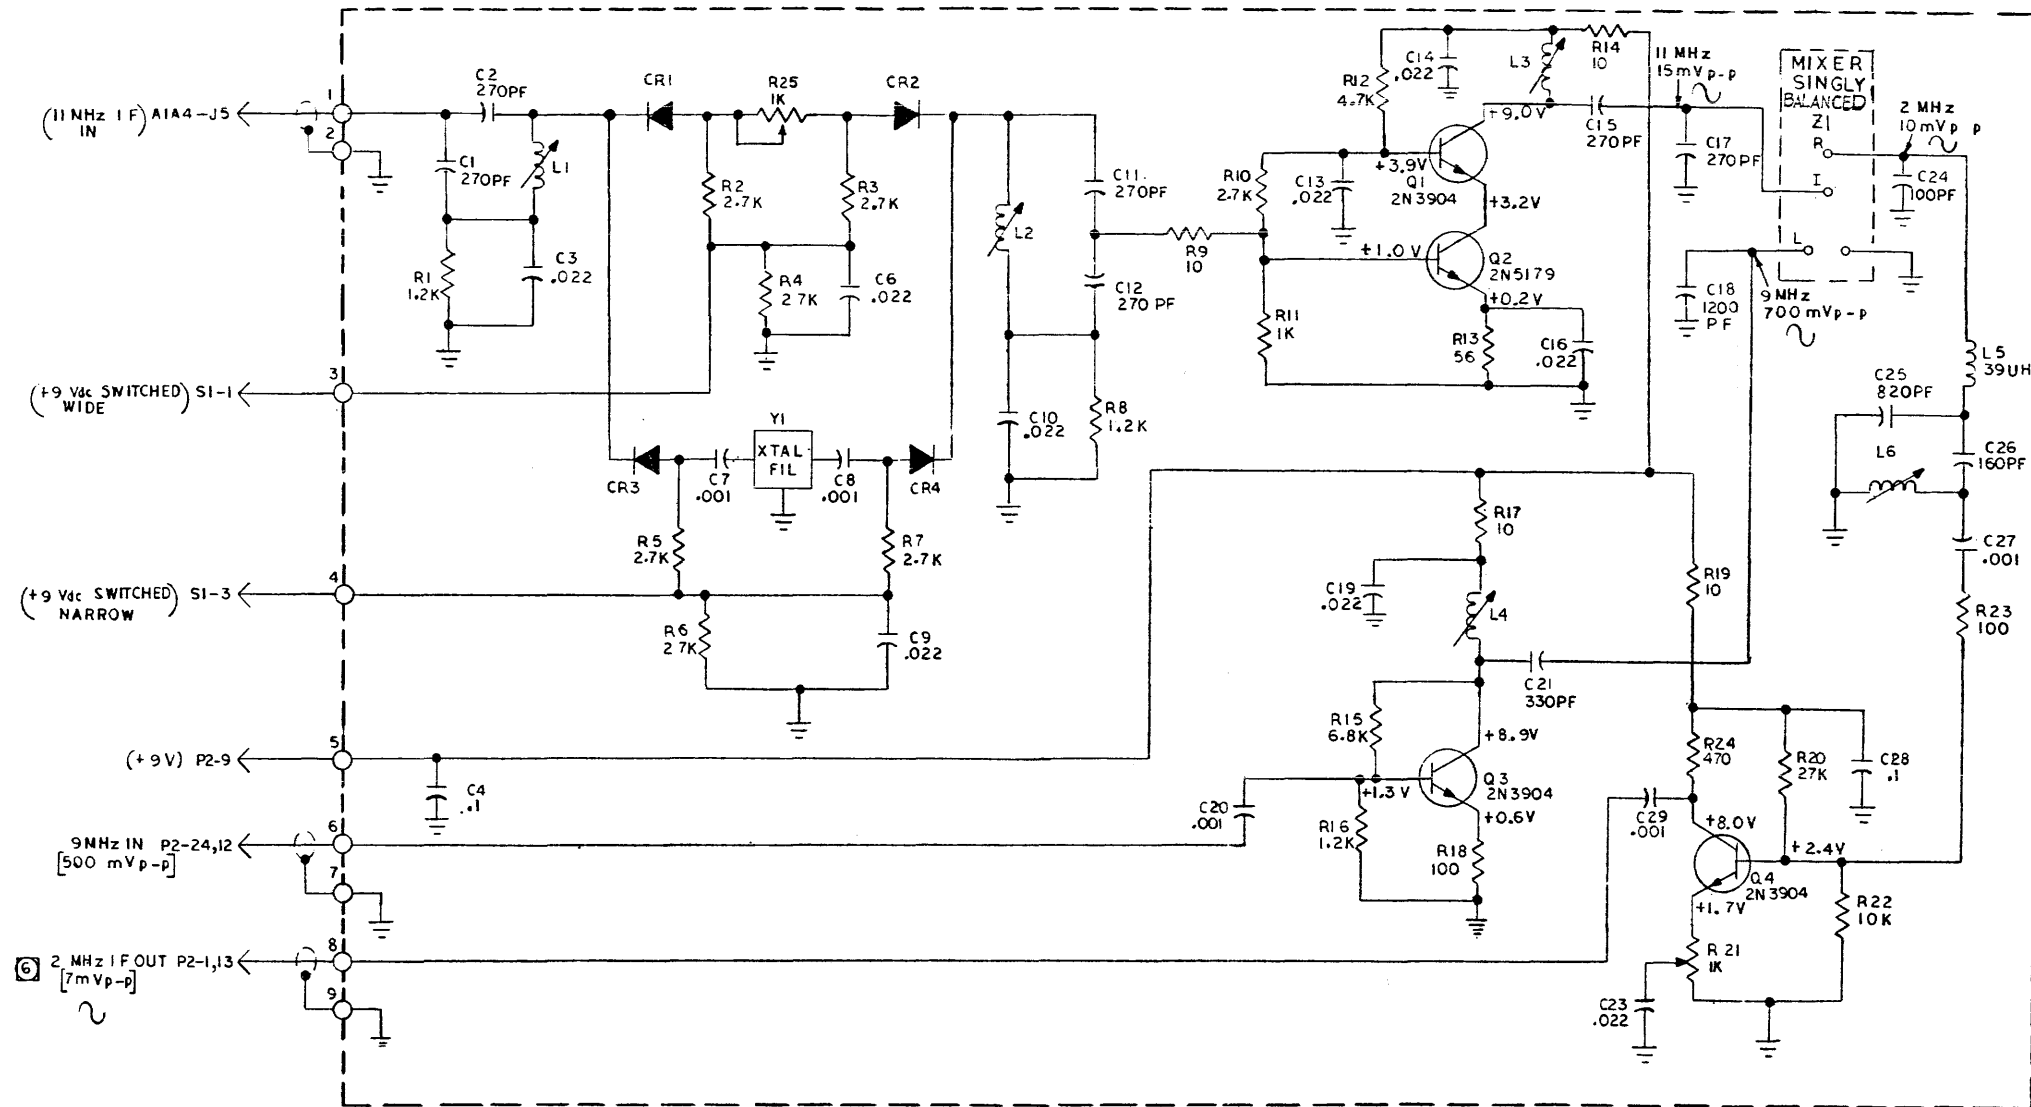 (11 NHz 1F) A1A4-J5
IN
1
2
C2
270PF
C1
270PF
L1
R1
1.2K
C3
.022
CR1
R25
1K
CR2
R2
2.7K
R3
2.7K
R4
2 7K
C6
.022
L2
C11
270PF
C12
270 PF
C10
.022
R8
1.2K
R9
10
R10
2.7K
R11
1K
C13
.022
R12
4.7K
C14
.022
L3
R14
10
+9.0V
+3.9V
Q1
2N3904
+3.2V
+1.0V
Q2
2N5179
+0.2V
R13
56
C16
.022
C15
270PF
11 MHz
15mVp-p
C17
270PF
MIXER
SINGLY
BALANCED
Z1
R
I
L
2 MHz
10mVp p
C24
100PF
C18
1200
PF
9 MHz
700mVp-p
L5
39UH
C25
820PF
L6
C26
160PF
C27
.001
R23
100
(+9 Vdc SWITCHED) S1-1
WIDE
3
CR3
C7
.001
Y1
XTAL
FIL
C8
.001
CR4
R5
2.7K
R7
2.7K
(+9 Vdc SWITCHED) S1-3
NARROW
4
R6
2 7K
C9
.022
R17
10
C19
.022
L4
R19
10
C21
330PF
R15
6.8K
+8.9V
+1.3V
Q3
2N3904
+0.6V
C20
.001
R16
1.2K
R18
100
(+9V) P2-9
5
C4
.1
9MHz IN P2-24,12
[500 mVp-p]
6
7
R24
470
R20
27K
C28
.1
C29
.001
+8.0V
+2.4V
Q4
2N3904
+1.7V
R22
10K
R21
1K
C23
.022
6
2 MHz 1F OUT P2-1,13
[7mVp-p]
8
9